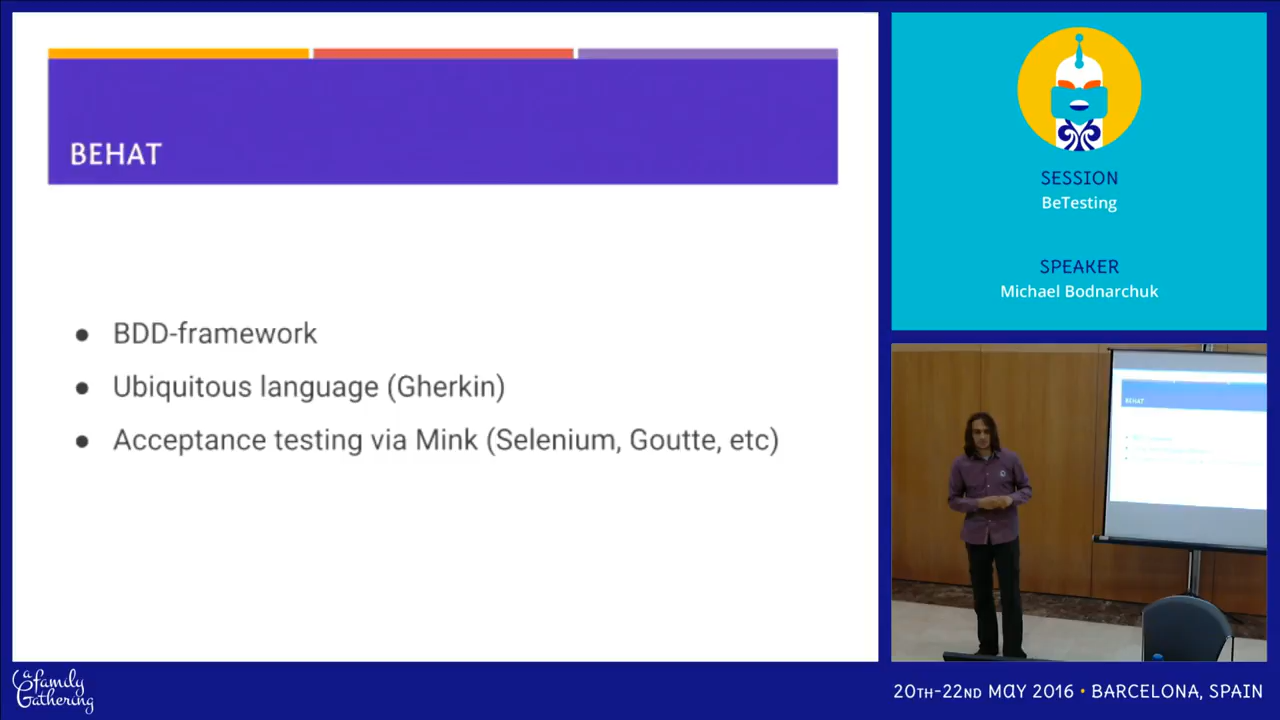 BEHAT
● BDD-framework
● Ubiquitous language (Gherkin)
● Acceptance testing via Mink (Selenium, Goutte, etc)
SESSION
BeTesting
SPEAKER
Michael Bodnarchuk
BEHAT
a family
Gathering
20TH-22ND MAY 2016 • BARCELONA, SPAIN